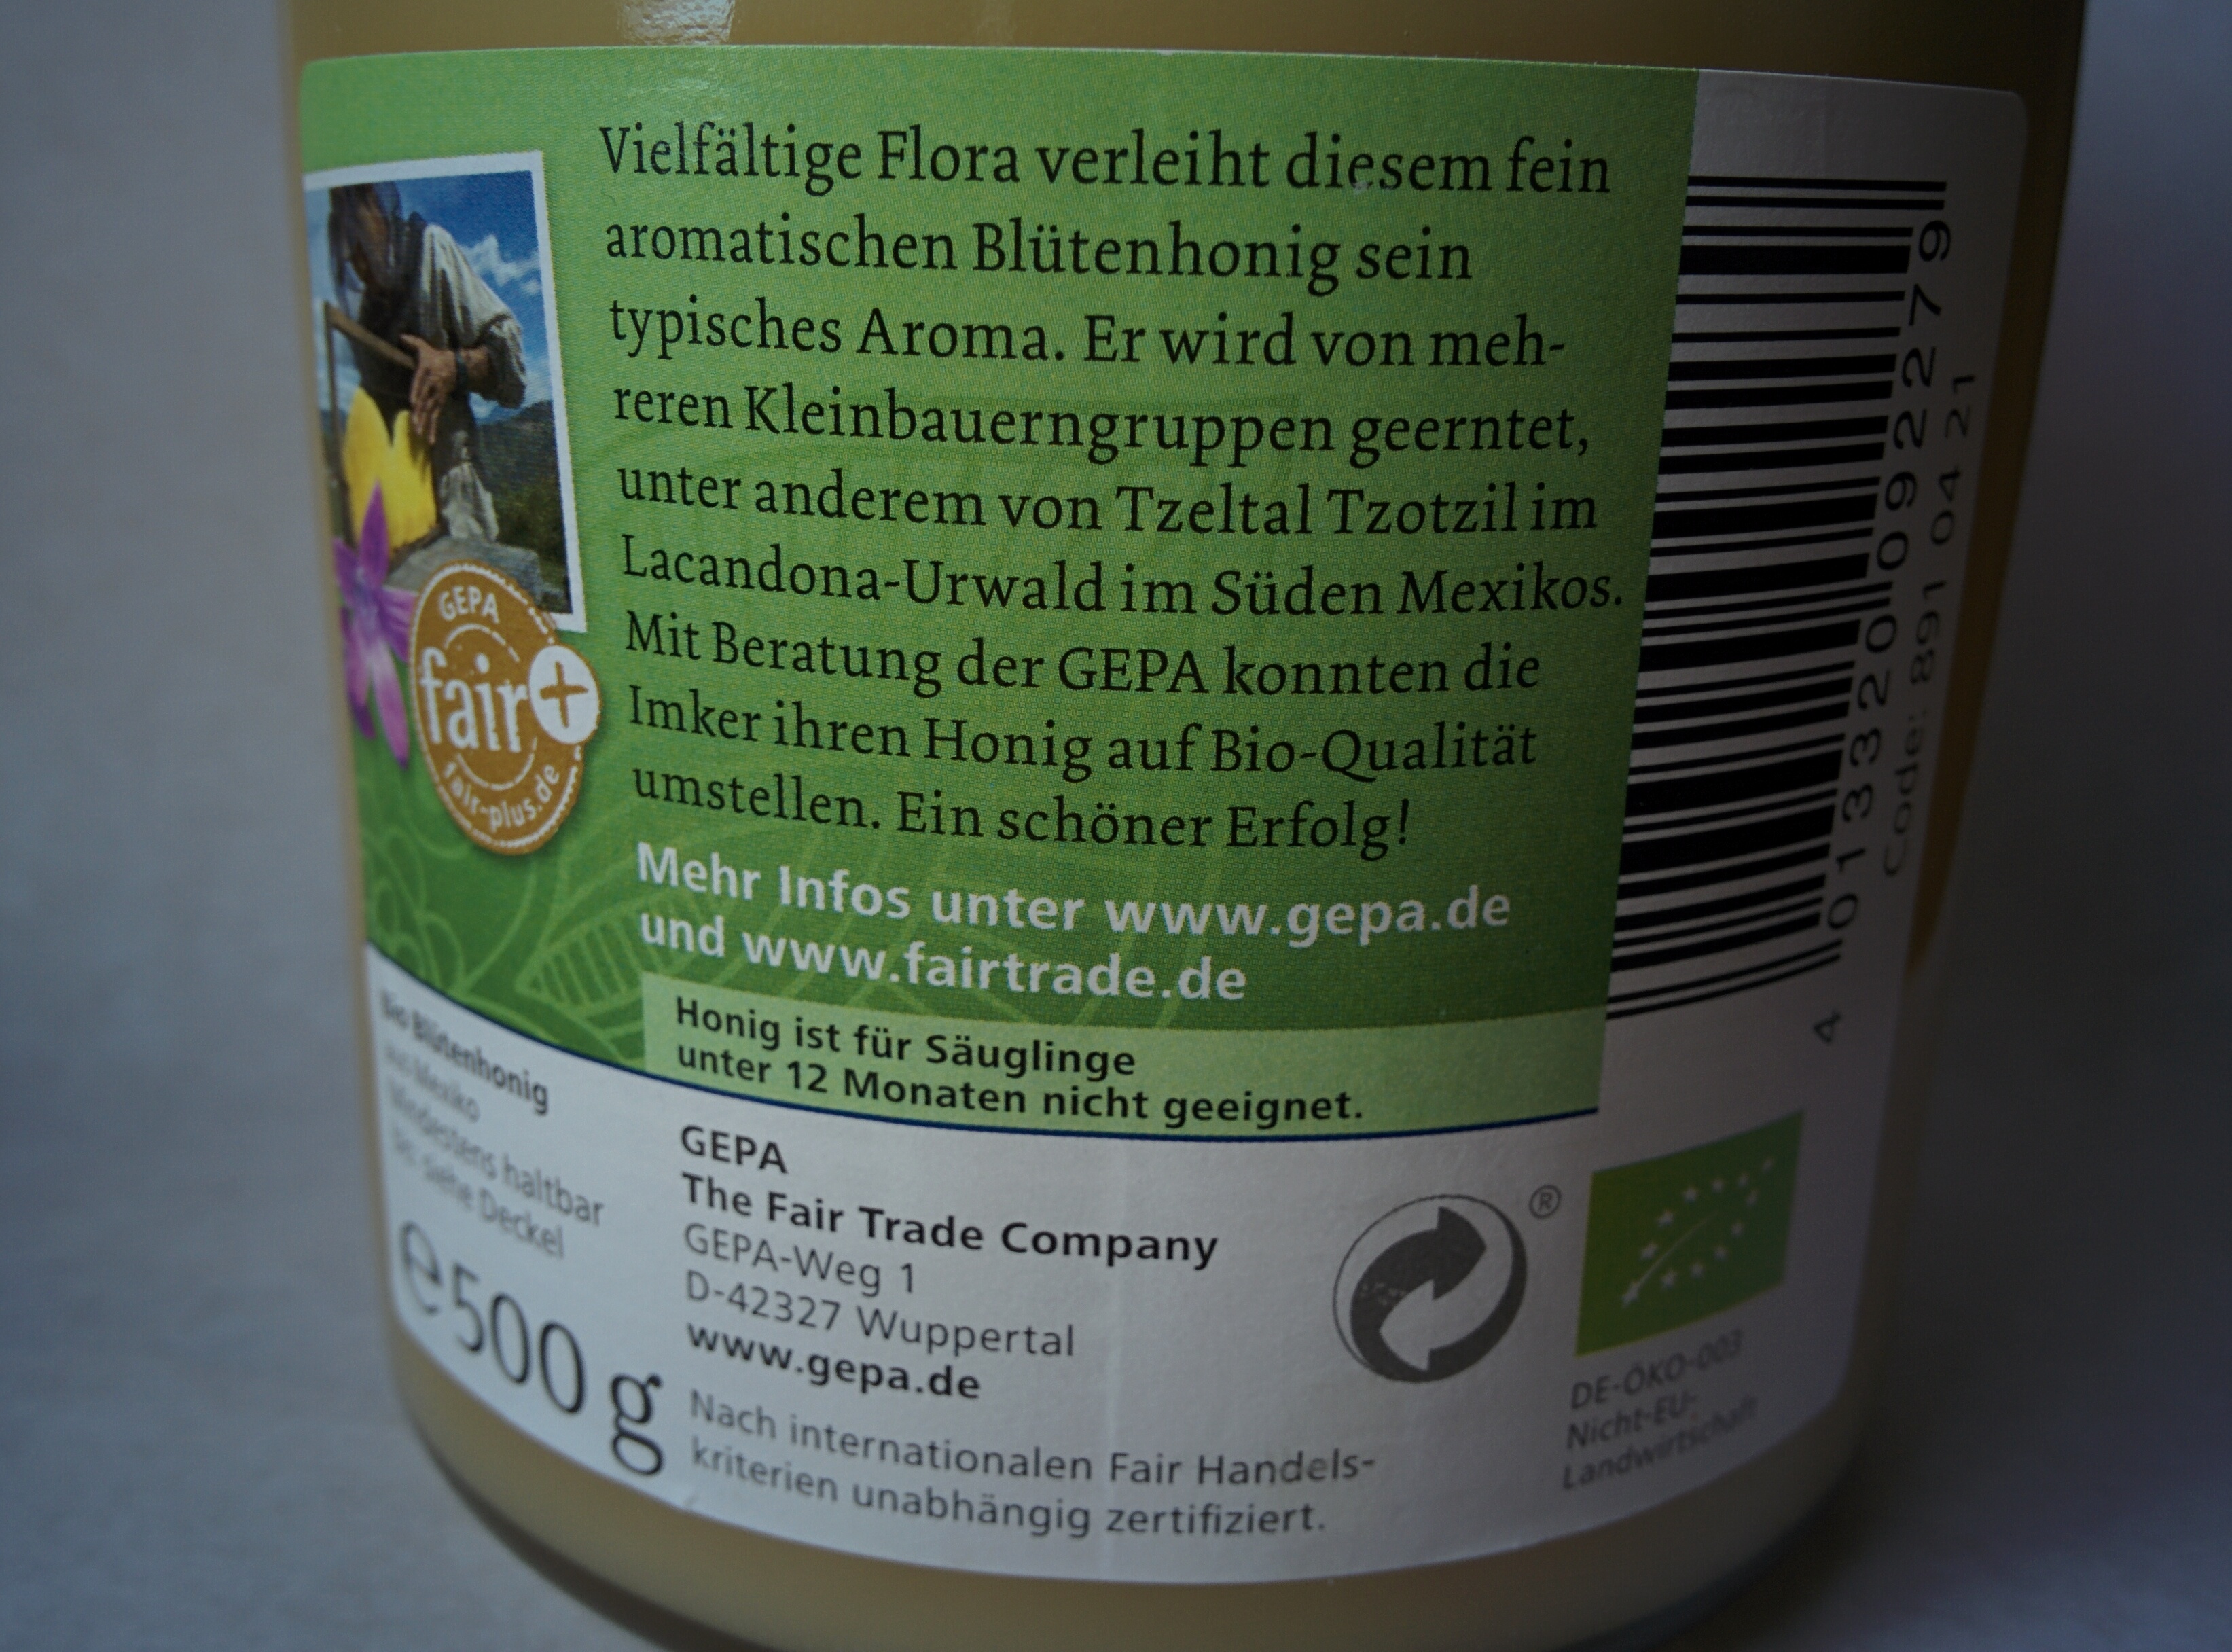 Vielfältige Flora verleiht diesem fein
aromatischen Blütenhonig sein
typisches Aroma. Er wird von meh-
reren Kleinbauerngruppen geerntet,
unter anderem von Tzeltal Tzotzil im
Lacandona-Urwald im Süden Mexikos.
Mit Beratung der GEPA konnten die
Imker ihren Honig auf Bio-Qualität
umstellen. Ein schöner Erfolg!
Mehr Infos unter www.gepa.de
und www.fairtrade.de
Honig ist für Säuglinge
unter 12 Monaten nicht geeignet.
GEPA
fair+
fair-plus.de
Bio Blütenhonig
aus Mexiko
Mindestens haltbar
bis: siehe Deckel
e 500 g
GEPA
The Fair Trade Company
GEPA-Weg 1
D-42327 Wuppertal
www.gepa.de
Nach internationalen Fair Handels-
kriterien unabhängig zertifiziert.
®
4 013320 092279
Code: 891 04 21
DE-ÖKO-003
Nicht-EU-
Landwirtschaft